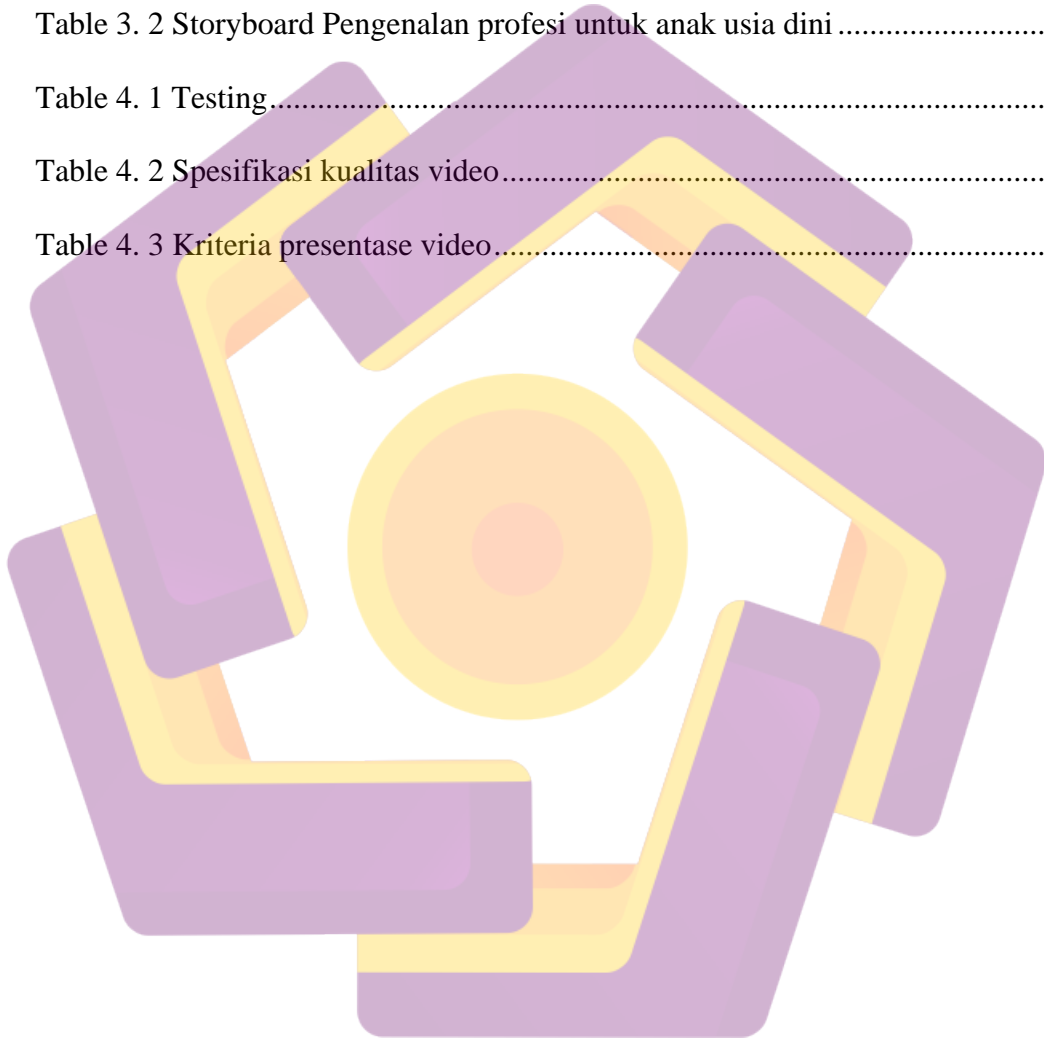 Table 3. 2 Storyboard Pengenalan profesi untuk anak usia dini ..........................
Table 4. 1 Testing....................................................................................................
Table 4. 2 Spesifikasi kualitas video......................................................................
Table 4. 3 Kriteria presentase video.......................................................................